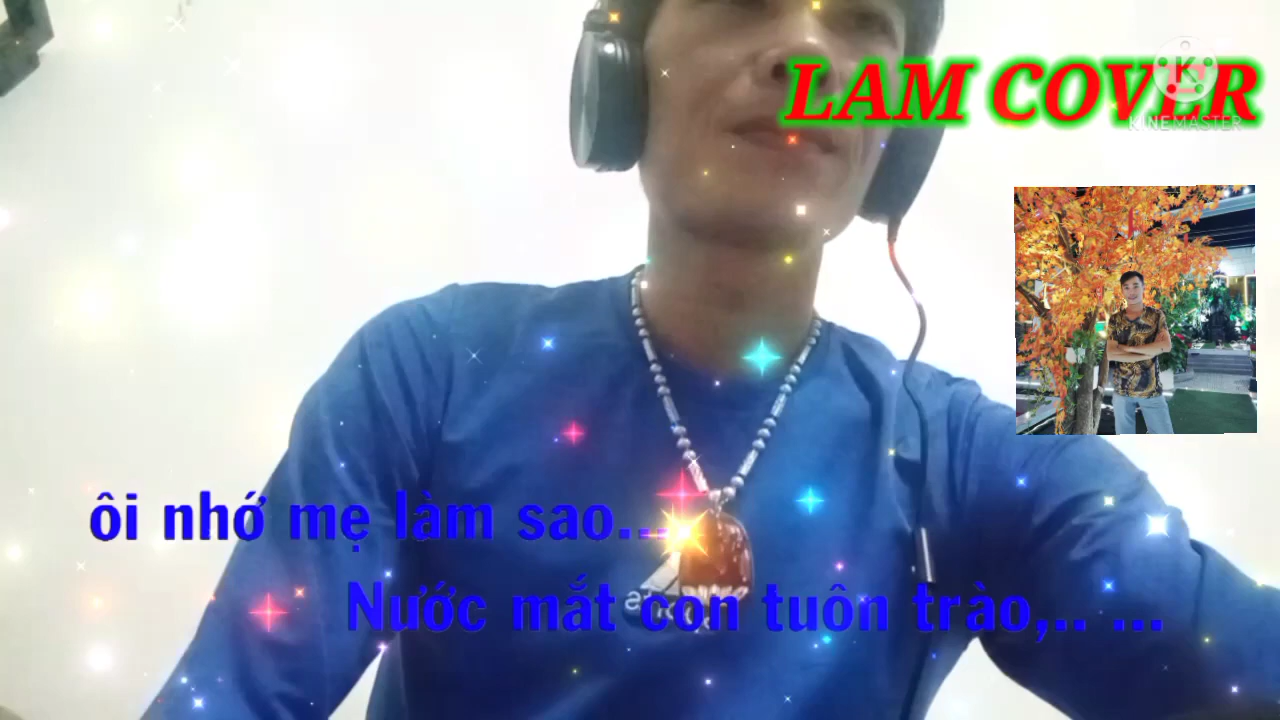 LAM COVER
K
KINEMASTER
ôi nhớ mẹ làm sao...
Nước mắt con tuôn trào,.. ...